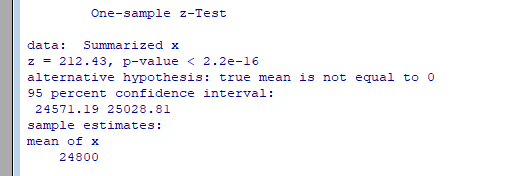 One-sample z-Test
data:  Summarized x
z = 212.43, p-value < 2.2e-16
alternative hypothesis: true mean is not equal to 0
95 percent confidence interval:
24571.19 25028.81
sample estimates:
mean of x
24800